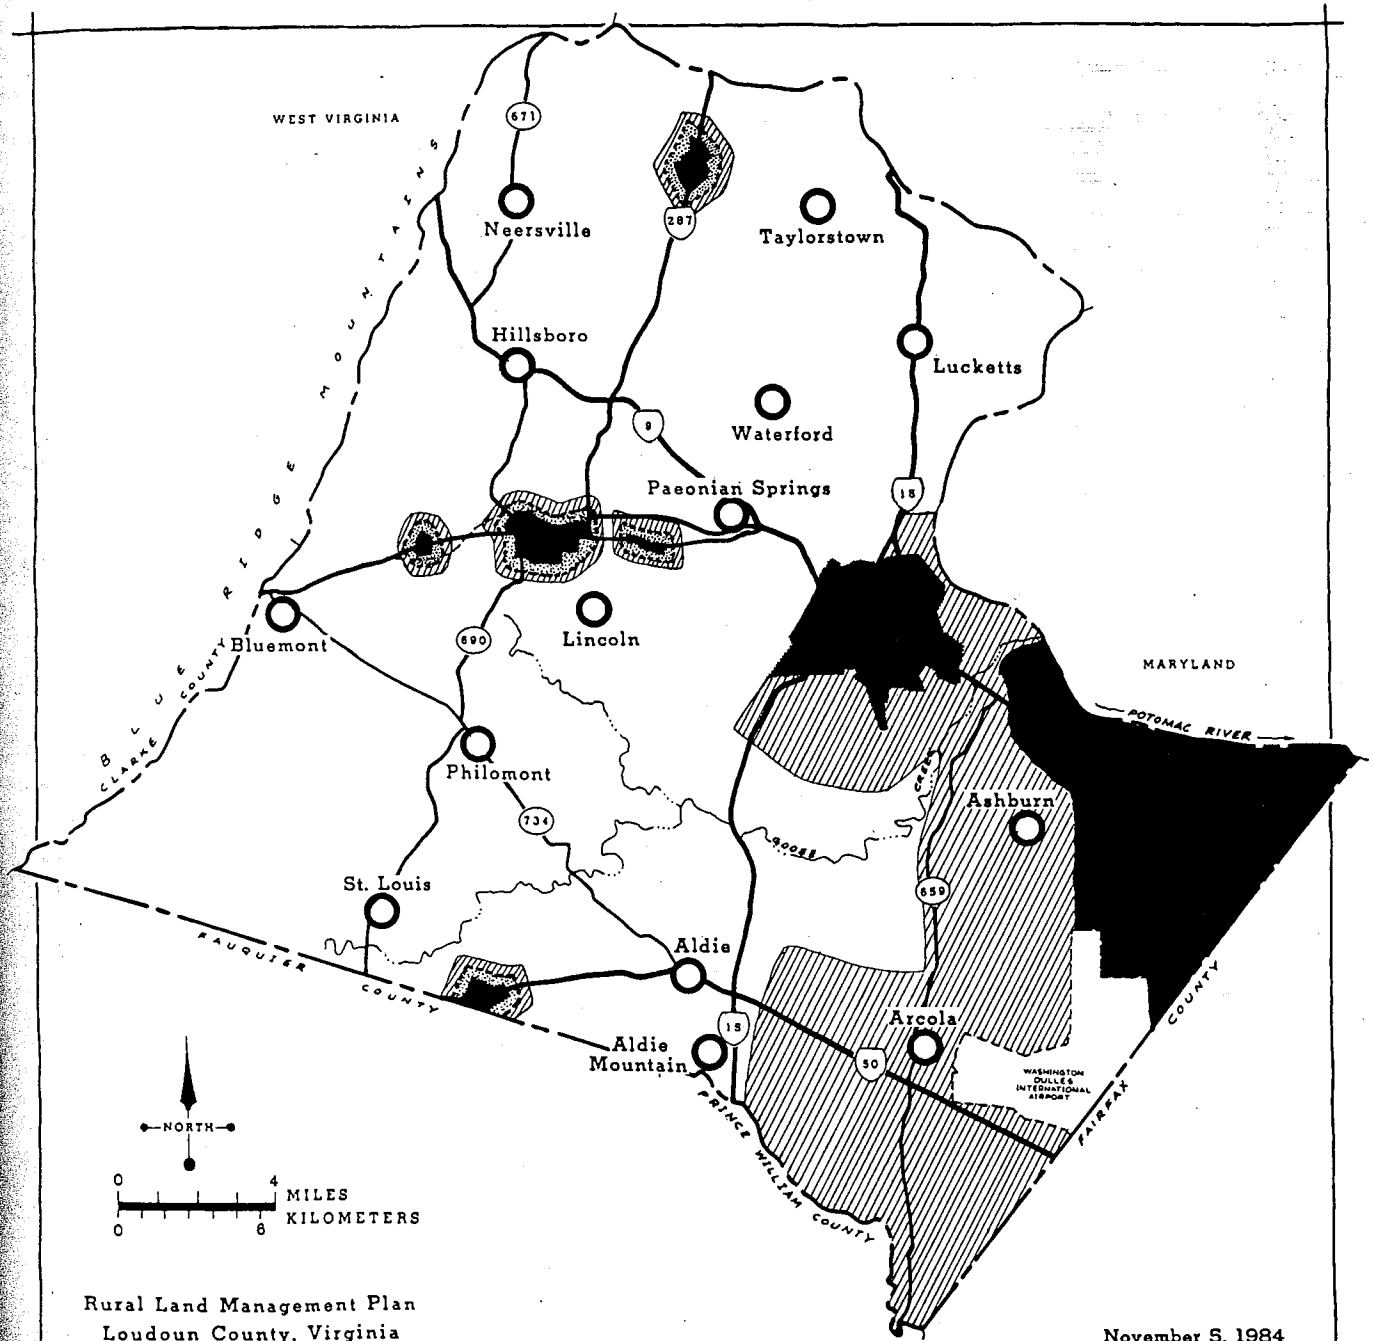 WEST VIRGINIA
671
BLUE RIDGE MOUNTAINS
Neersville
287
Taylorstown
Hillsboro
Lucketts
9
Waterford
Paeonian Springs
15
Bluemont
690
Lincoln
CLARKE COUNTY
MARYLAND
POTOMAC RIVER
Philomont
CREEK
Ashburn
734
GOOSE
St. Louis
659
FAUQUIER
COUNTY
Aldie
Arcola
15
Aldie
Mountain
50
WASHINGTON
DULLES
INTERNATIONAL
AIRPORT
FAIRFAX COUNTY
PRINCE WILLIAM COUNTY
NORTH
0 4
MILES
KILOMETERS
0 6
Rural Land Management Plan
Loudoun County, Virginia
November 5, 1984